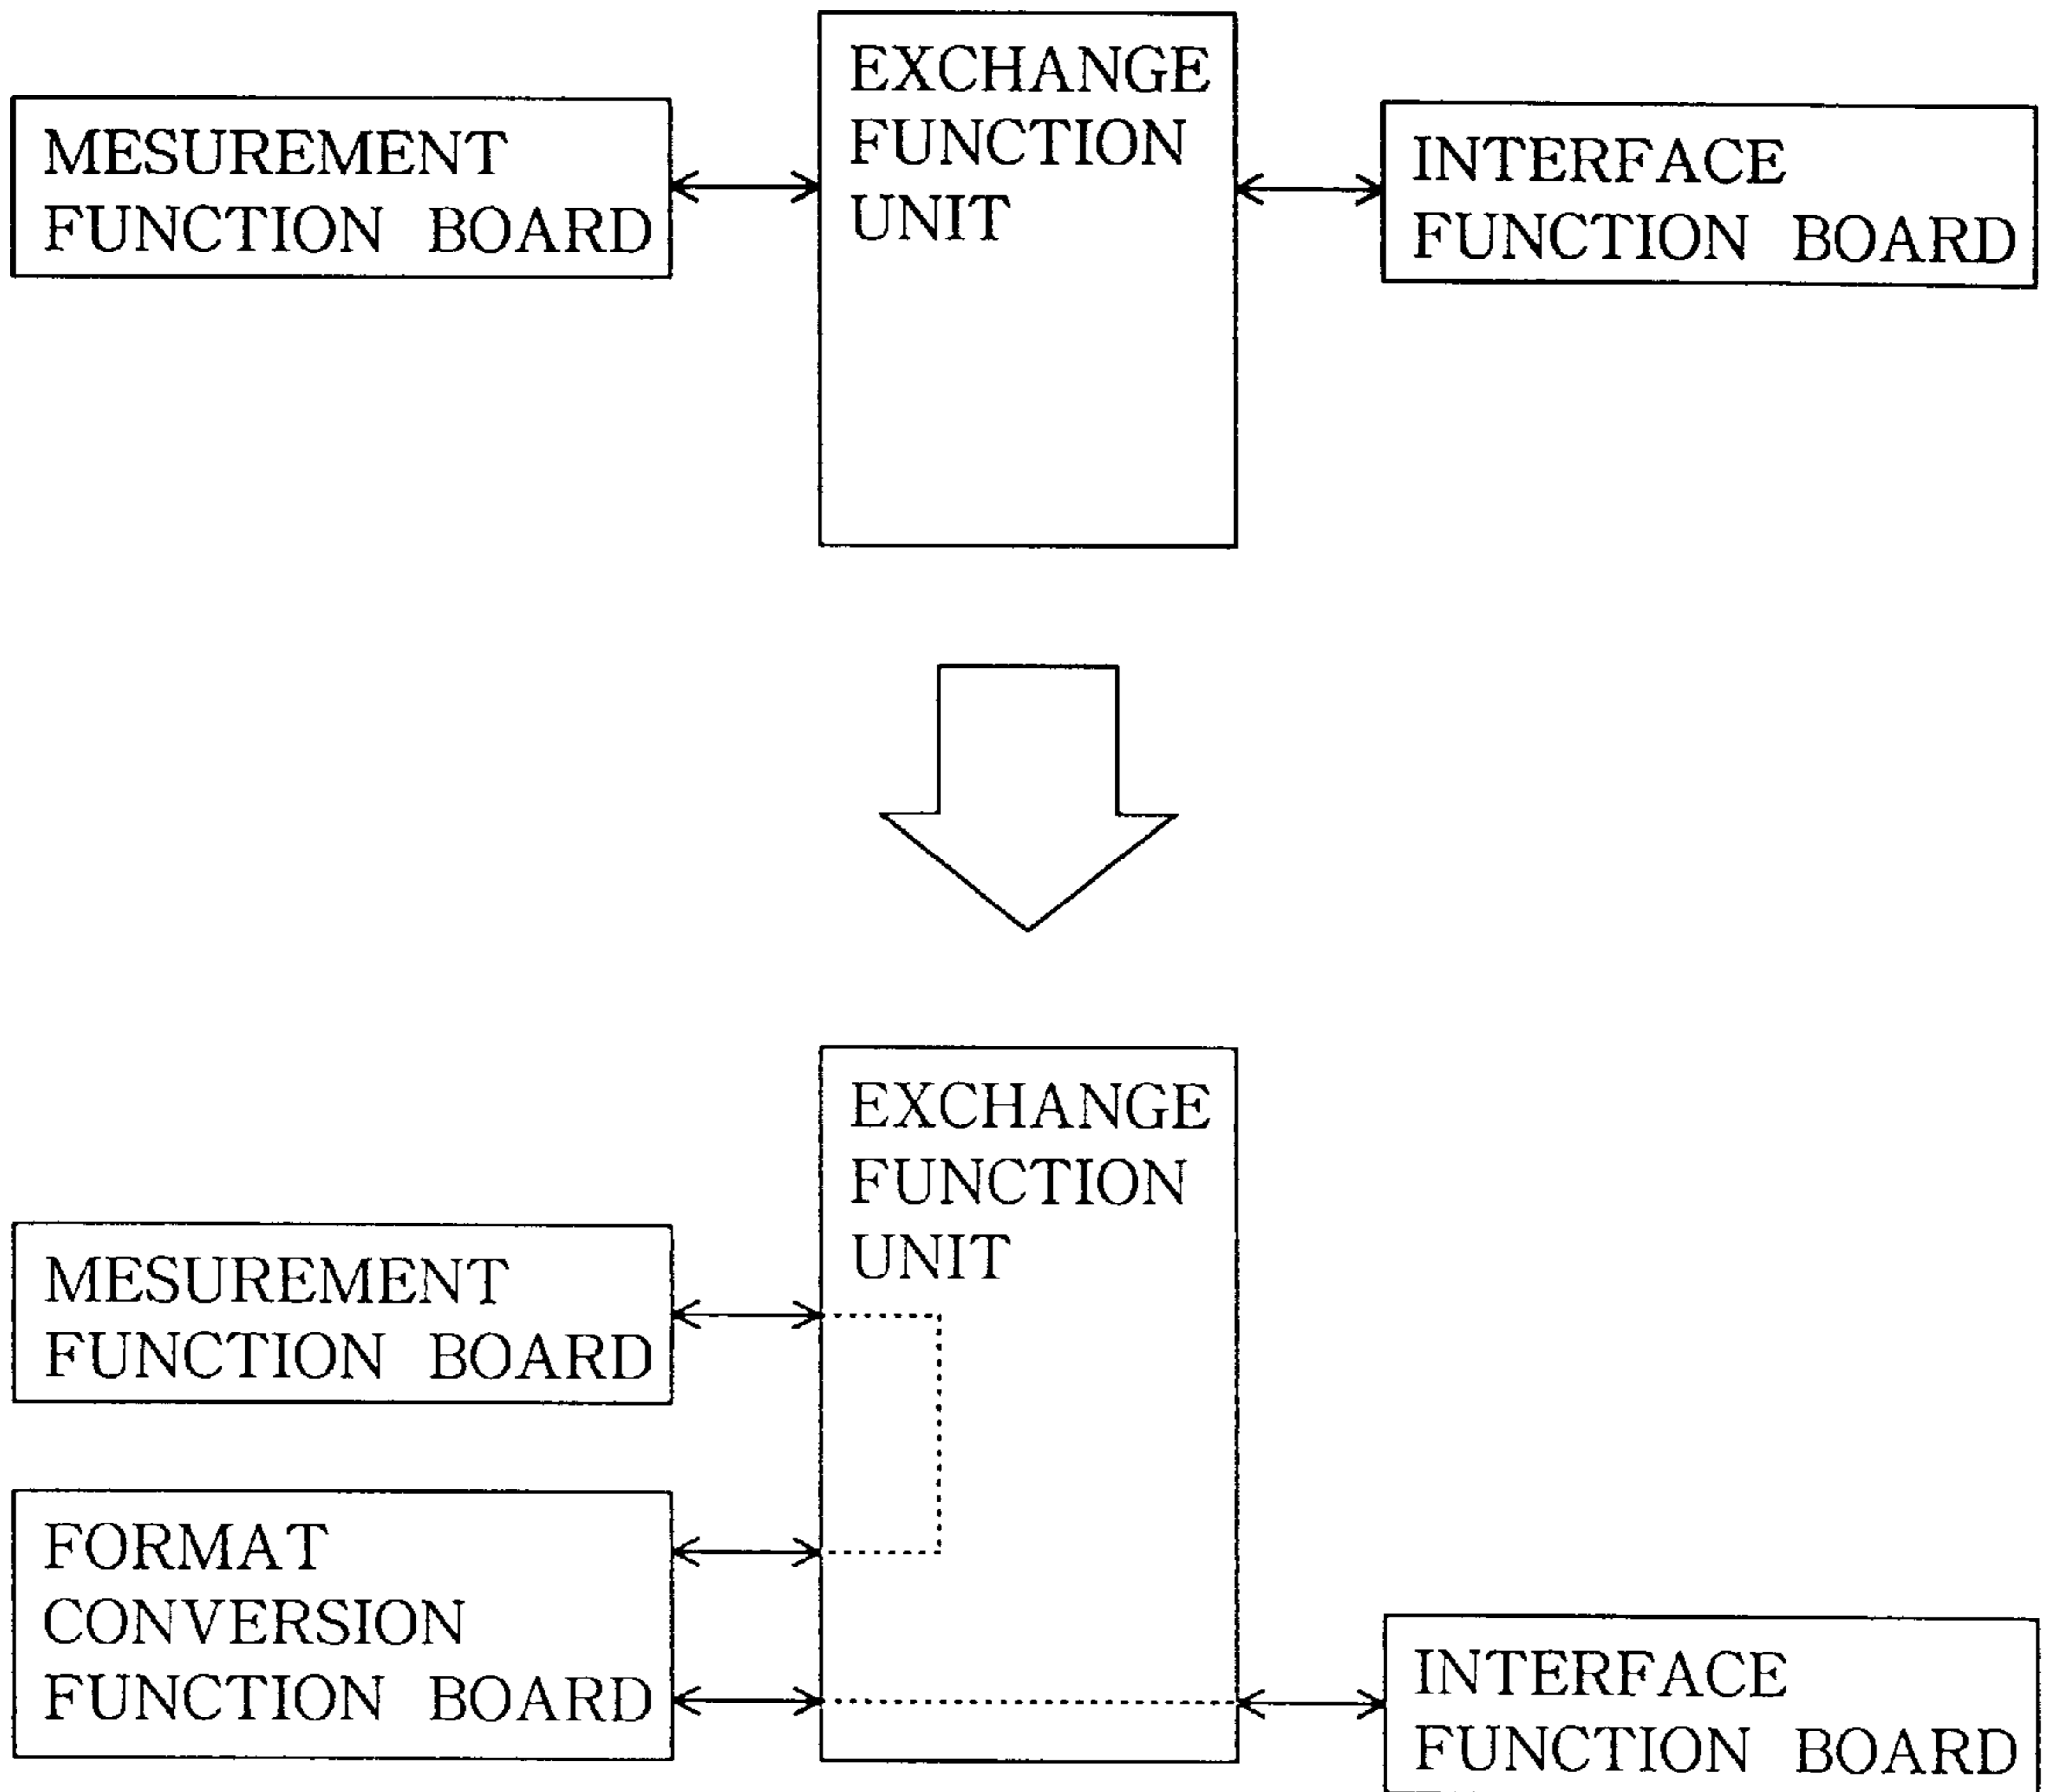 MESUREMENT
FUNCTION BOARD
EXCHANGE
FUNCTION
UNIT
INTERFACE
FUNCTION BOARD
EXCHANGE
FUNCTION
UNIT
MESUREMENT
FUNCTION BOARD
FORMAT
CONVERSION
FUNCTION BOARD
INTERFACE
FUNCTION BOARD